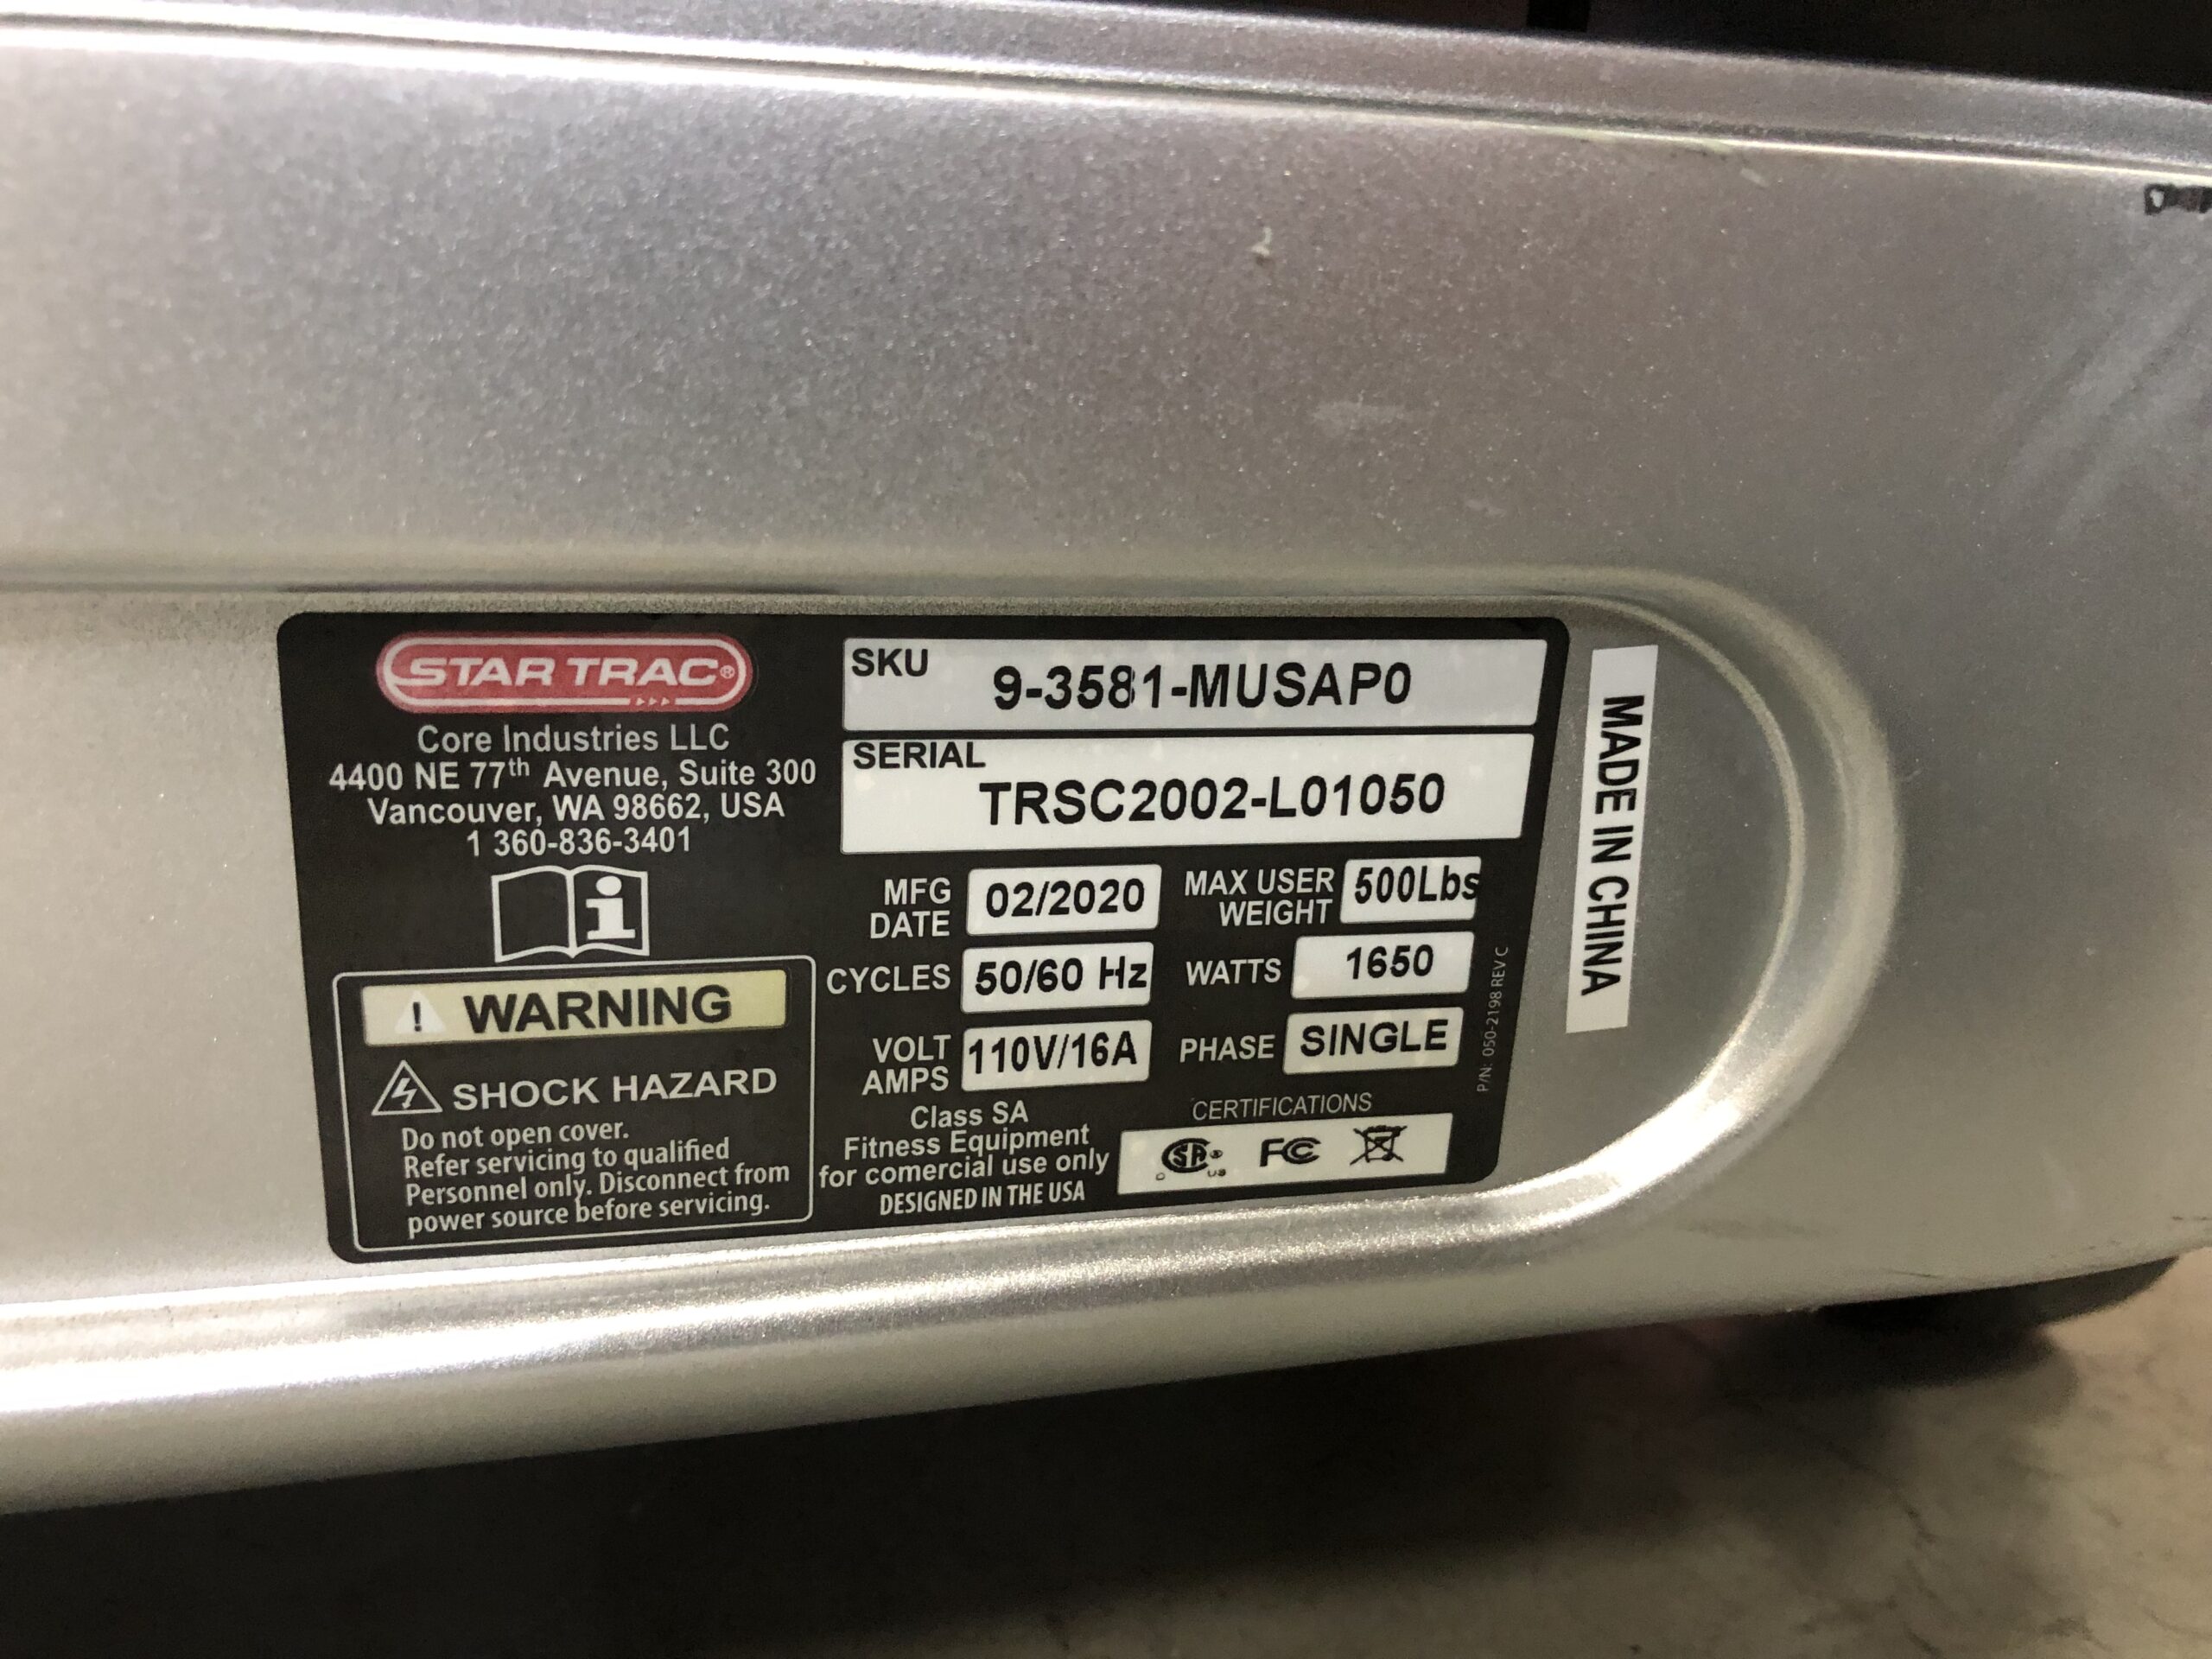 STAR TRAC®
Core Industries LLC
4400 NE 77th Avenue, Suite 300
Vancouver, WA 98662, USA
1 360-836-3401
! WARNING
SHOCK HAZARD
Do not open cover.
Refer servicing to qualified
Personnel only. Disconnect from
power source before servicing.
SKU 9-3581-MUSAP0
SERIAL
TRSC2002-L01050
MFG DATE 02/2020
MAX USER WEIGHT 500Lbs
CYCLES 50/60 Hz
WATTS 1650
VOLT AMPS 110V/16A
PHASE SINGLE
Class SA
Fitness Equipment
for comercial use only
DESIGNED IN THE USA
CERTIFICATIONS
SA® US FC
P/N: 050-2198 REV C
MADE IN CHINA